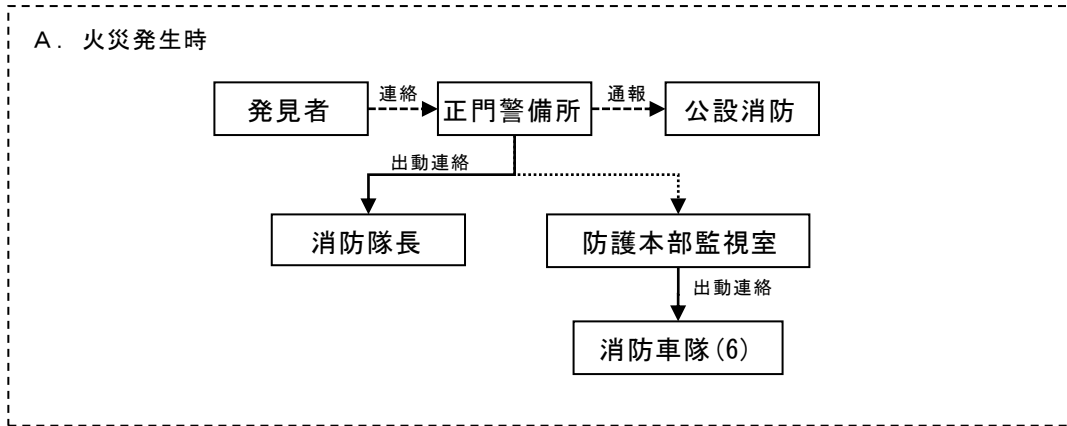 A. 火災発生時
発見者
連絡
正門警備所
通報
公設消防
出動連絡
消防隊長
防護本部監視室
出動連絡
消防車隊(6)